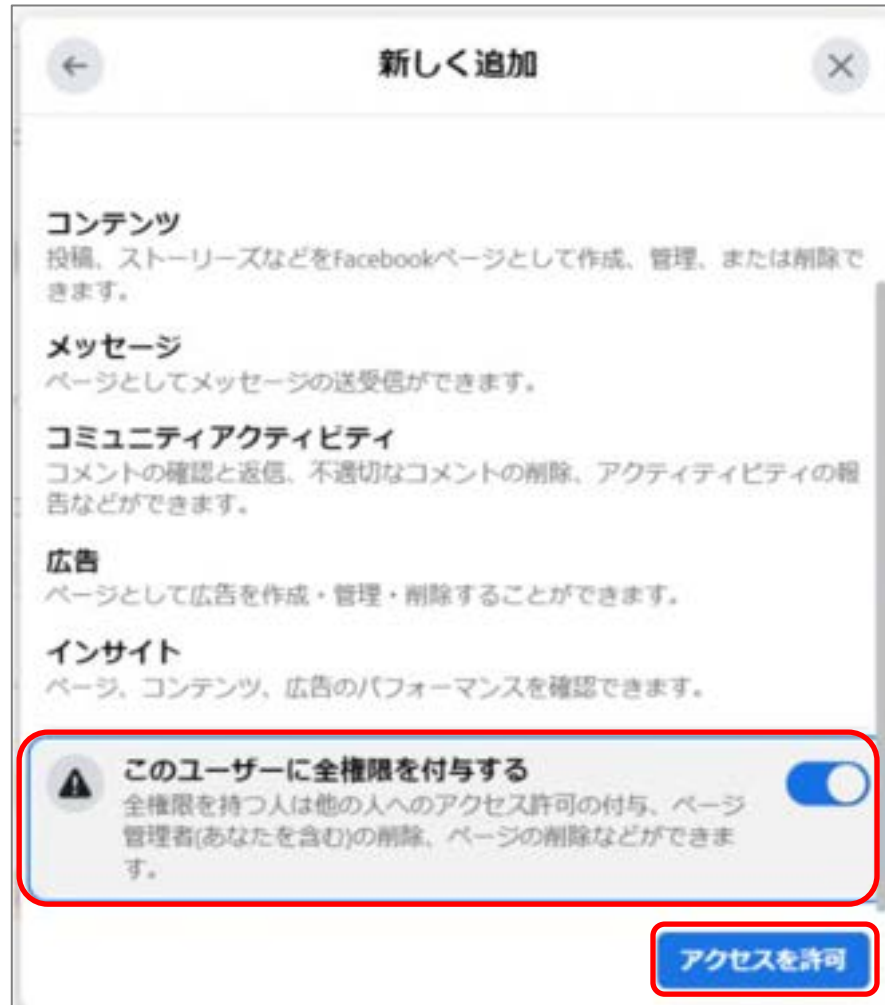 新しく追加
コンテンツ
投稿、ストーリーズなどをFacebookページとして作成、管理、または削除で
きます。
メッセージ
ページとしてメッセージの送受信ができます。
コミュニティアクティビティ
コメントの確認と返信、不適切なコメントの削除、アクティティビティの報
告などができます。
広告
ページとして広告を作成・管理・削除することができます。
インサイト
ページ、コンテンツ、広告のパフォーマンスを確認できます。
このユーザーに全権限を付与する
全権限を持つ人は他の人へのアクセス許可の付与、ページ
管理者(あなたを含む)の削除、ページの削除などができま
す。
アクセスを許可